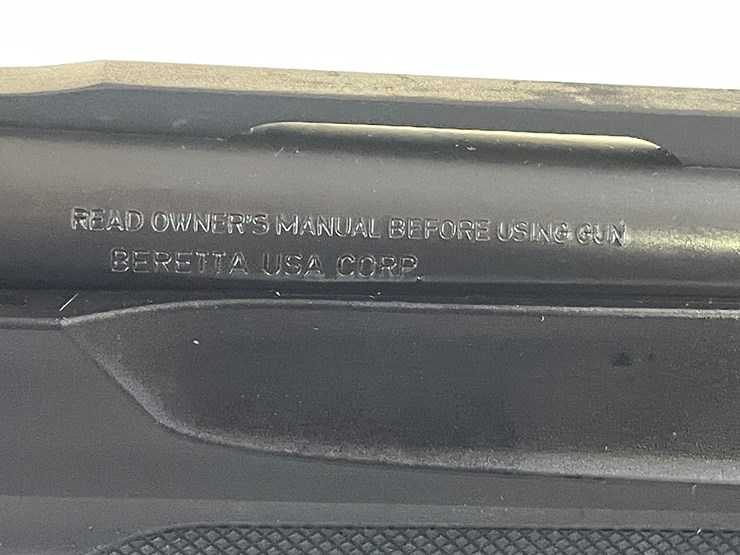 READ OWNER'S MANUAL BEFORE USING GUN
BERETTA USA CORP.